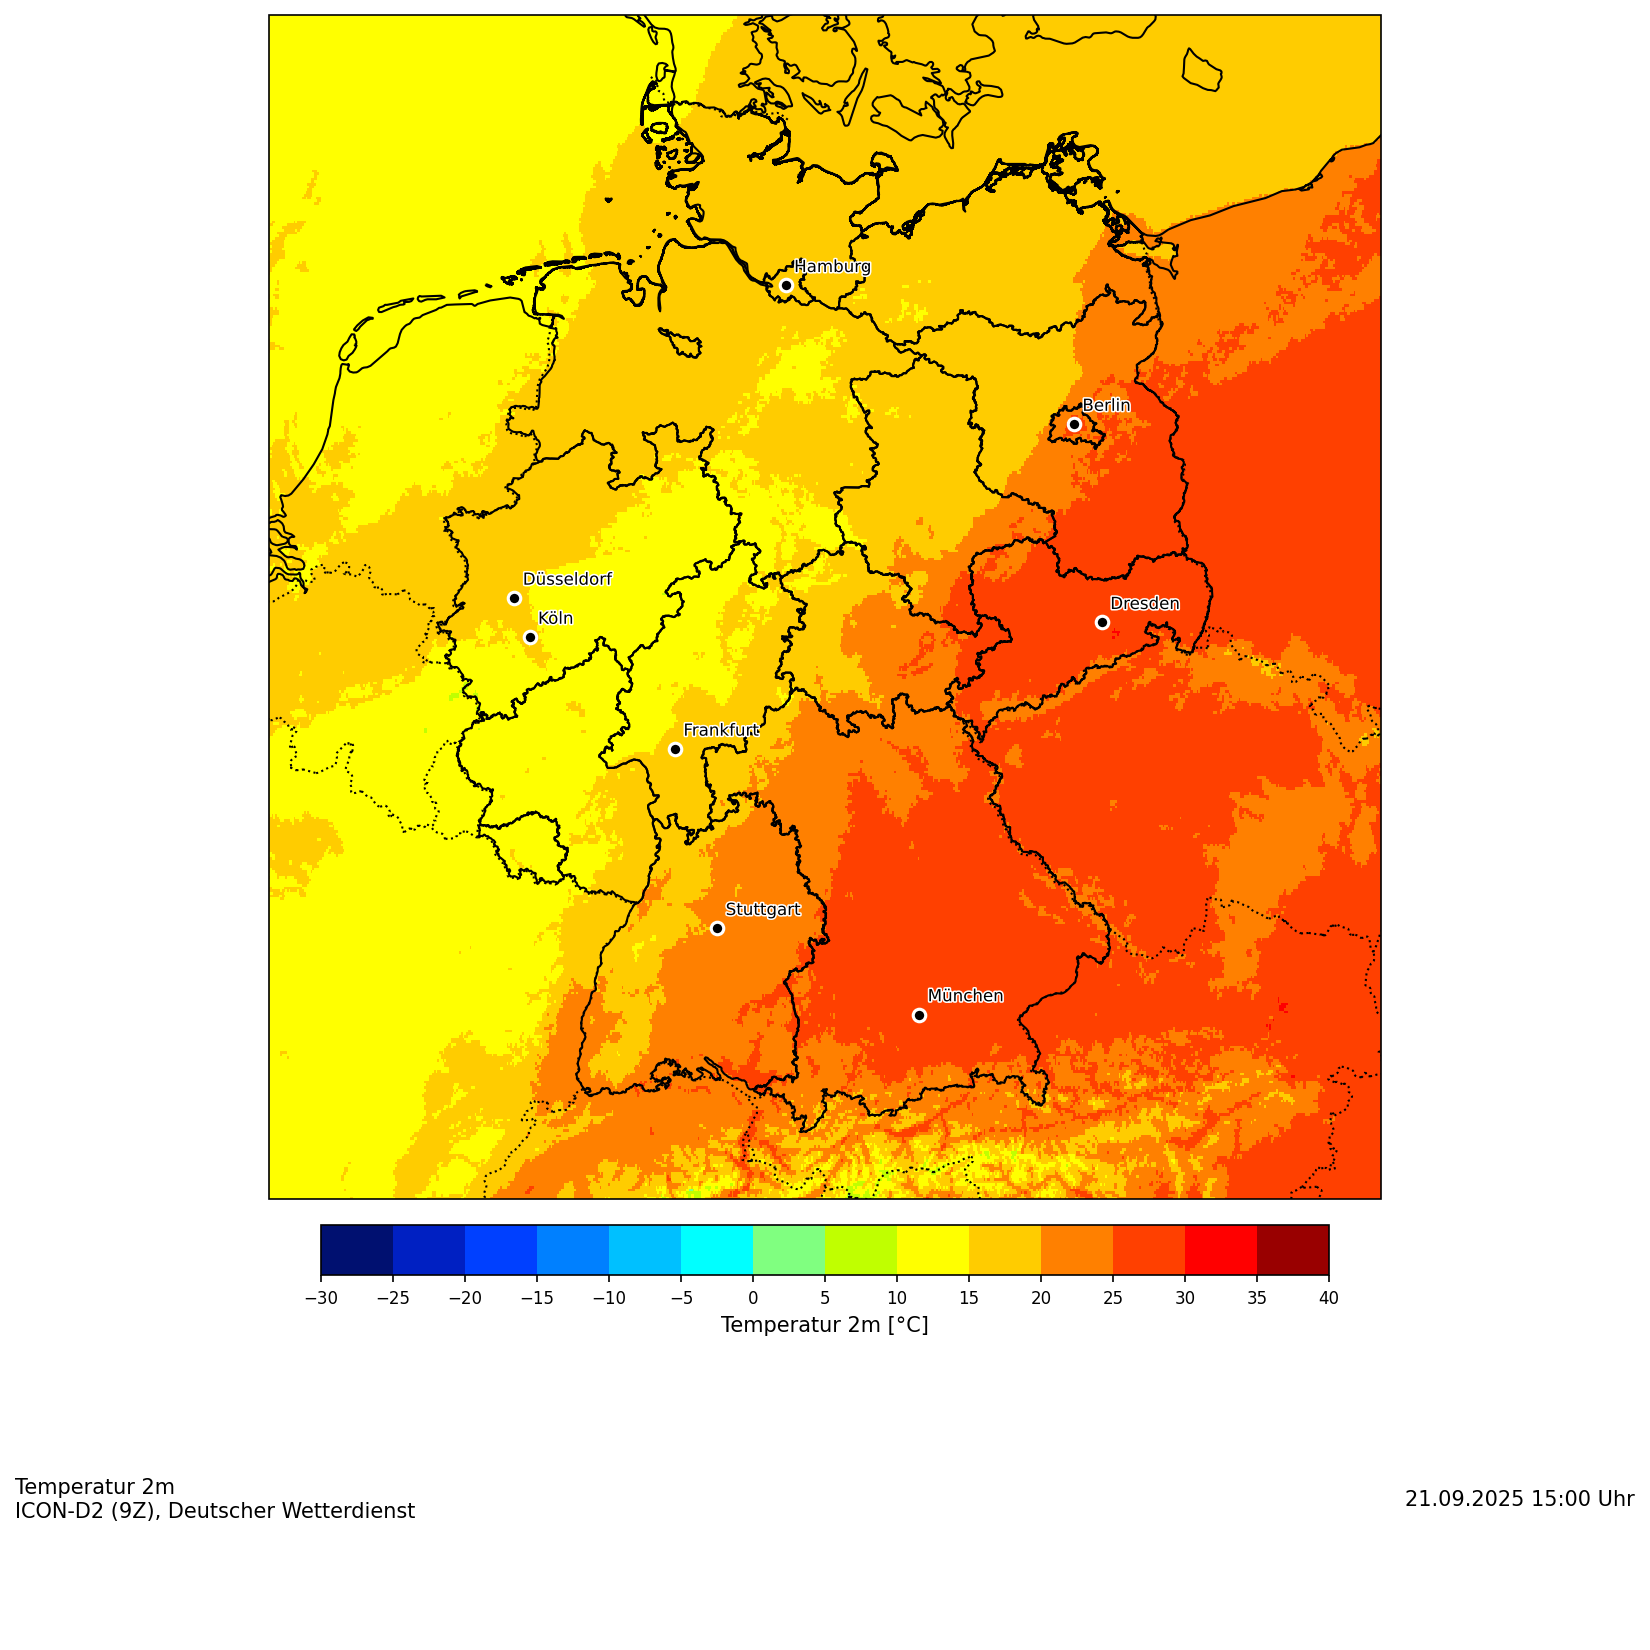 Hamburg
Berlin
Düsseldorf
Dresden
Köln
Frankfurt
Stuttgart
München
−30 −25 −20 −15 −10 −5 0 5 10 15 20 25 30 35 40
Temperatur 2m [°C]
Temperatur 2m
ICON-D2 (9Z), Deutscher Wetterdienst
21.09.2025 15:00 Uhr